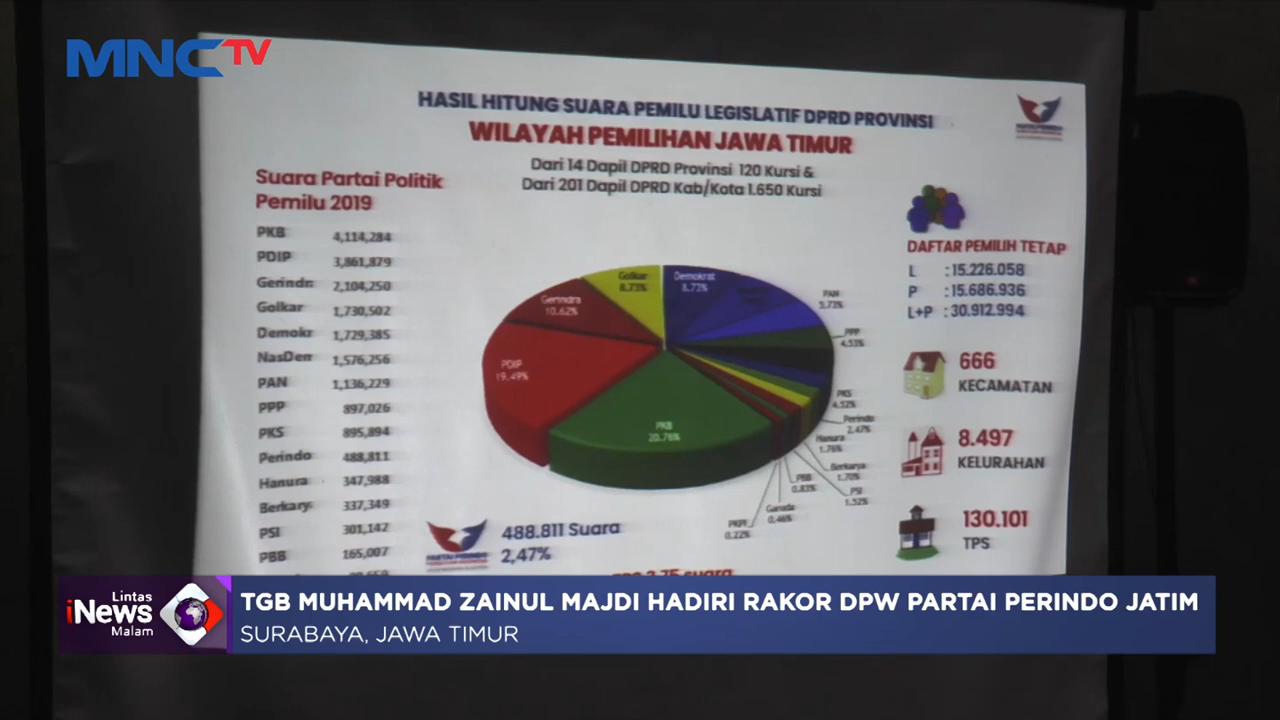 MNCTV
HASIL HITUNG SUARA PEMILU LEGISLATIF DPRD PROVINSI
WILAYAH PEMILIHAN JAWA TIMUR
Dari 14 Dapil DPRD Provinsi 120 Kursi &
Dari 201 Dapil DPRD Kab/Kota 1.650 Kursi
Suara Partai Politik
Pemilu 2019
PKB 4,114,284
PDIP 3,861,879
Gerindr 2,104,250
Golkar 1,730,502
Demokr 1,729,385
NasDem 1,576,256
PAN 1,136,229
PPP 897,026
PKS 895,894
Perindo 488,811
Hanura 347,988
Berkary 337,349
PSI 301,142
PBB 165,007
Golkar
8.73%
Demokrat
8.72%
Gerindra
10.62%
PAN
5.73%
PPP
4.53%
PDIP
19.49%
PKB
20.76%
PKS
4.52%
Perindo
2.47%
Hanura
1.76%
Berkarya
1.70%
PSI
1.52%
PBB
0.83%
Garuda
0.46%
PKPI
0.22%
488.811 Suara
2,47%
PARTAI PERINDO
DAFTAR PEMILIH TETAP
L : 15.226.058
P : 15.686.936
L+P : 30.912.994
666
KECAMATAN
8.497
KELURAHAN
130.101
TPS
Lintas
iNews
Malam
TGB MUHAMMAD ZAINUL MAJDI HADIRI RAKOR DPW PARTAI PERINDO JATIM
SURABAYA, JAWA TIMUR